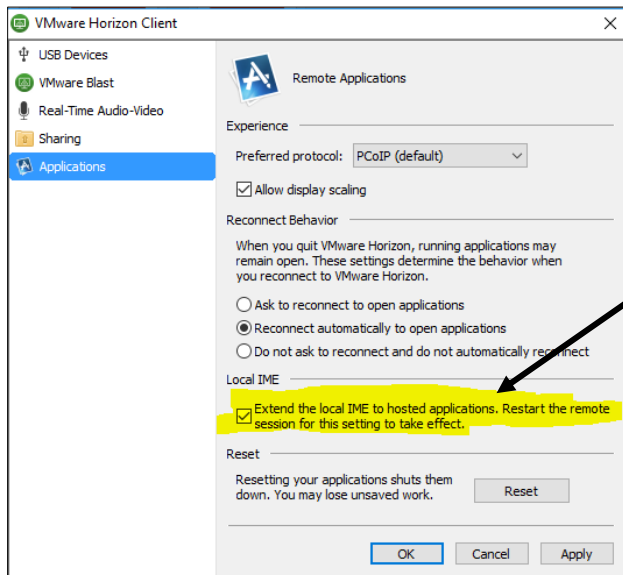 VMware Horizon Client
USB Devices
VMware Blast
Real-Time Audio-Video
Sharing
Applications
Remote Applications
Experience
Preferred protocol: PCoIP (default)
Allow display scaling
Reconnect Behavior
When you quit VMware Horizon, running applications may
remain open. These settings determine the behavior when
you reconnect to VMware Horizon.
Ask to reconnect to open applications
Reconnect automatically to open applications
Do not ask to reconnect and do not automatically reconnect
Local IME
Extend the local IME to hosted applications. Restart the remote
session for this setting to take effect.
Reset
Resetting your applications shuts them
down. You may lose unsaved work.
Reset
OK Cancel Apply